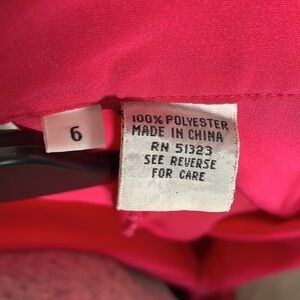 6
100% POLYESTER
MADE IN CHINA
RN 51323
SEE REVERSE
FOR CARE